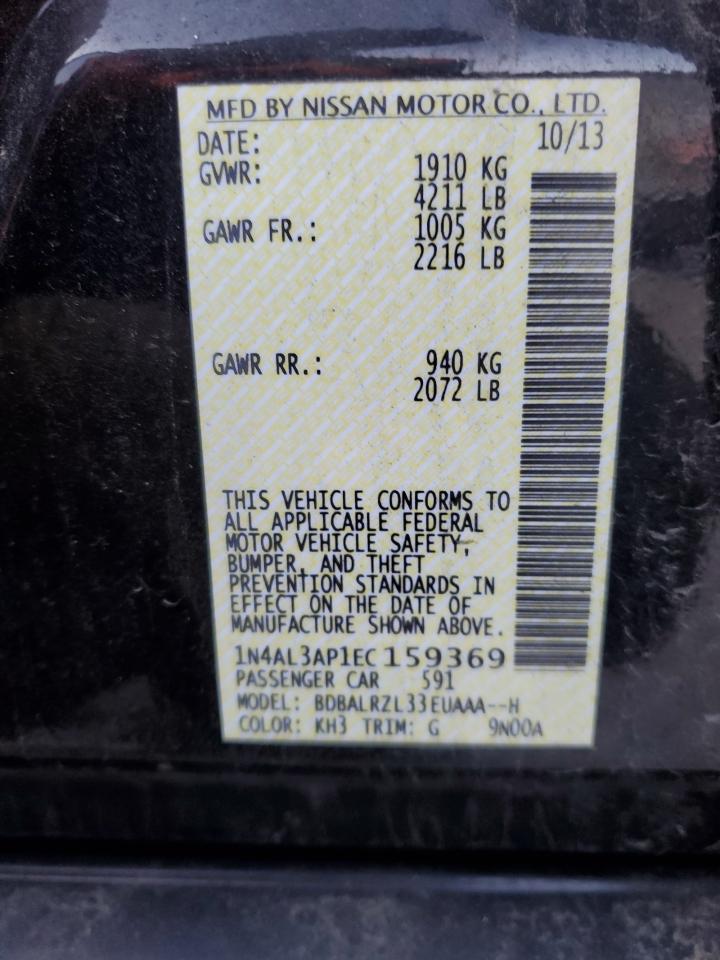 MFD BY NISSAN MOTOR CO., LTD.
DATE: 10/13
GVWR: 1910 KG
4211 LB
GAWR FR.: 1005 KG
2216 LB
GAWR RR.: 940 KG
2072 LB
THIS VEHICLE CONFORMS TO
ALL APPLICABLE FEDERAL
MOTOR VEHICLE SAFETY,
BUMPER, AND THEFT
PREVENTION STANDARDS IN
EFFECT ON THE DATE OF
MANUFACTURE SHOWN ABOVE.
1N4AL3AP1EC159369
PASSENGER CAR 591
MODEL: BDBALRZL33EUAAA--H
COLOR: KH3 TRIM: G 9N00A